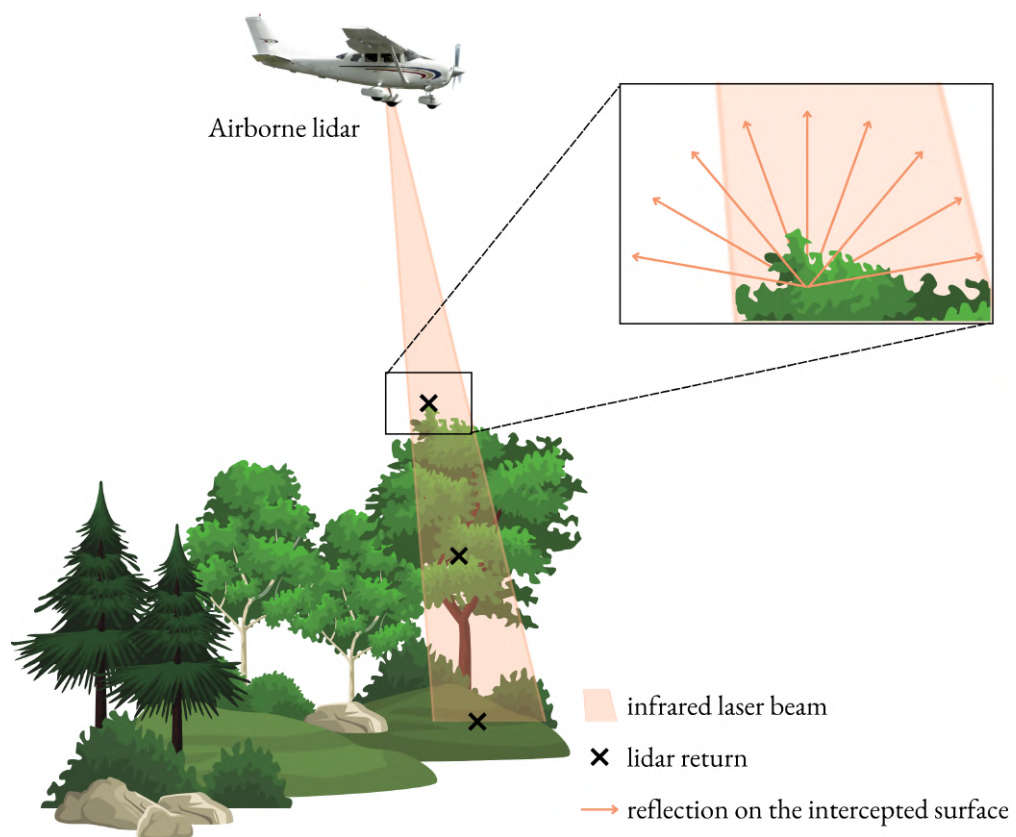 Airborne lidar
infrared laser beam
lidar return
reflection on the intercepted surface